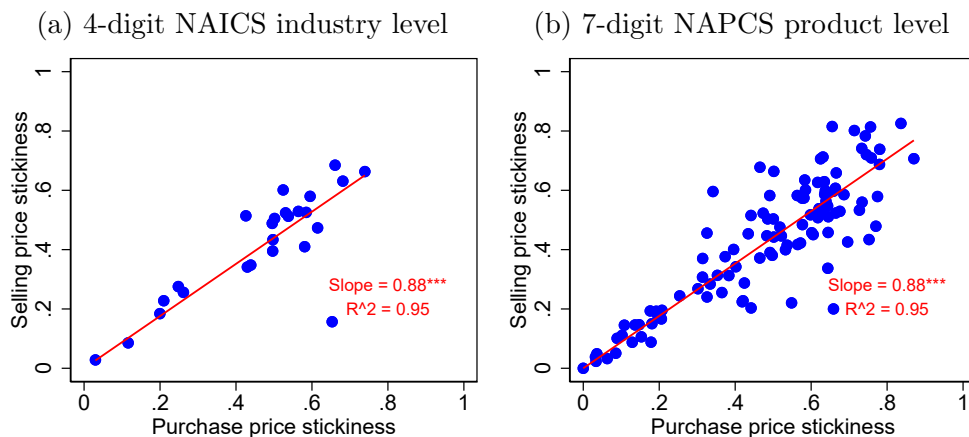 (a) 4-digit NAICS industry level
Selling price stickiness
0 .2 .4 .6 .8 1
Slope = 0.88***
R^2 = 0.95
0 .2 .4 .6 .8 1
Purchase price stickiness
(b) 7-digit NAPCS product level
Selling price stickiness
0 .2 .4 .6 .8 1
Slope = 0.88***
R^2 = 0.95
0 .2 .4 .6 .8 1
Purchase price stickiness